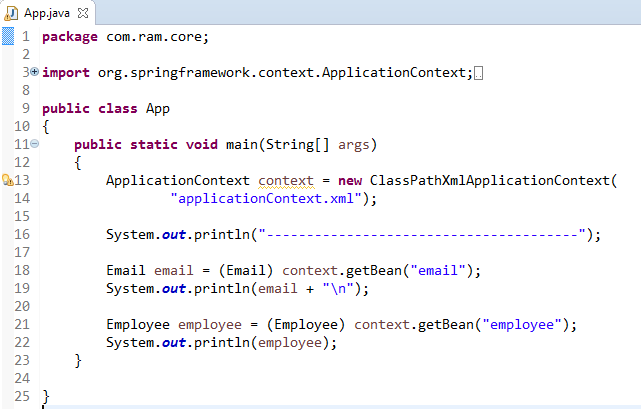 App.java
1 package com.ram.core;
2
3 import org.springframework.context.ApplicationContext;
8
9 public class App
10 {
11     public static void main(String[] args)
12     {
13         ApplicationContext context = new ClassPathXmlApplicationContext(
14                 "applicationContext.xml");
15
16         System.out.println("---------------------------------------");
17
18         Email email = (Email) context.getBean("email");
19         System.out.println(email + "\n");
20
21         Employee employee = (Employee) context.getBean("employee");
22         System.out.println(employee);
23     }
24
25 }